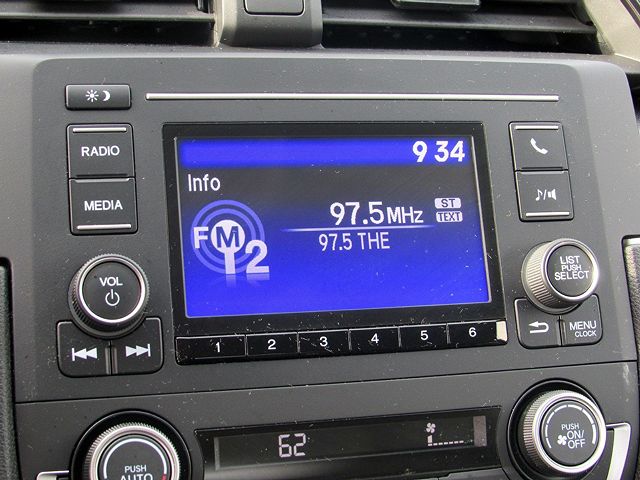 RADIO
MEDIA
VOL
9 34
Info
97.5MHz
ST
TEXT
97.5 THE
FM 2
LIST
PUSH
SELECT
MENU
CLOCK
1 2 3 4 5 6
62
PUSH
AUTO
PUSH
ON/
OFF